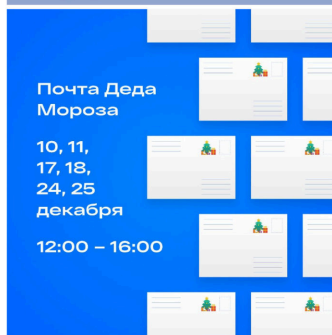 Почта Деда
Мороза
10, 11,
17, 18,
24, 25
декабря
12:00 – 16:00